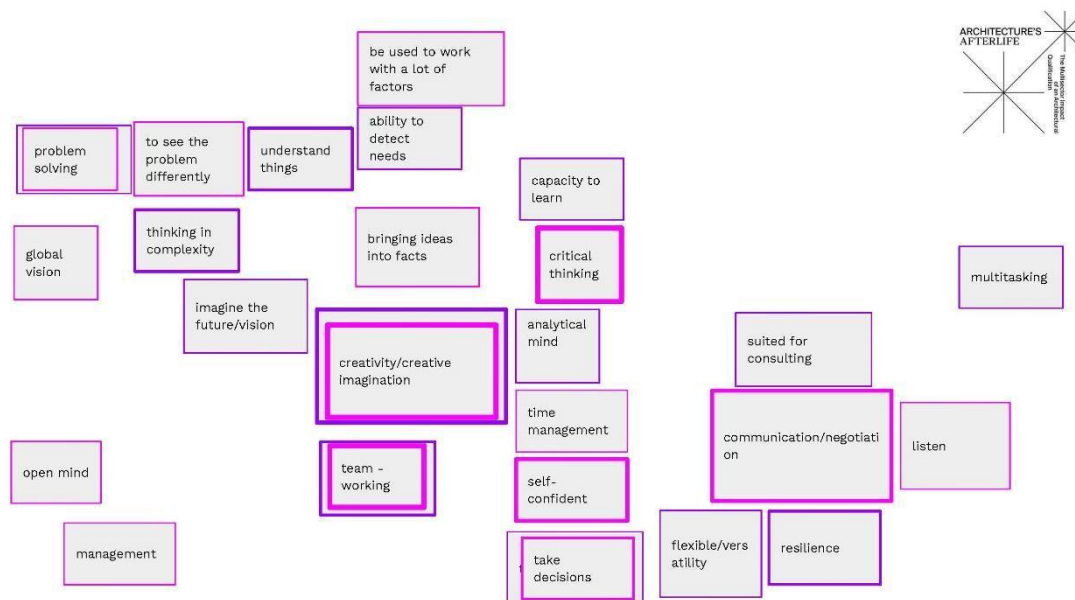 ARCHITECTURE'S
AFTERLIFE
The Multisector Impact
of an Architectural
Qualification
be used to work
with a lot of
factors
problem
solving
to see the
problem
differently
understand
things
ability to
detect
needs
capacity to
learn
global
vision
thinking in
complexity
bringing ideas
into facts
critical
thinking
multitasking
imagine the
future/vision
creativity/creative
imagination
analytical
mind
suited for
consulting
time
management
communication/negotiati
on
listen
open mind
team -
working
self-
confident
management
take
decisions
flexible/vers
atility
resilience